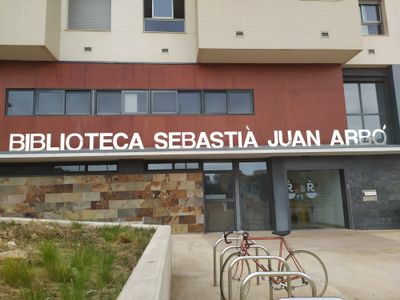 BIBLIOTECA SEBASTIÀ JUAN ARBÓ